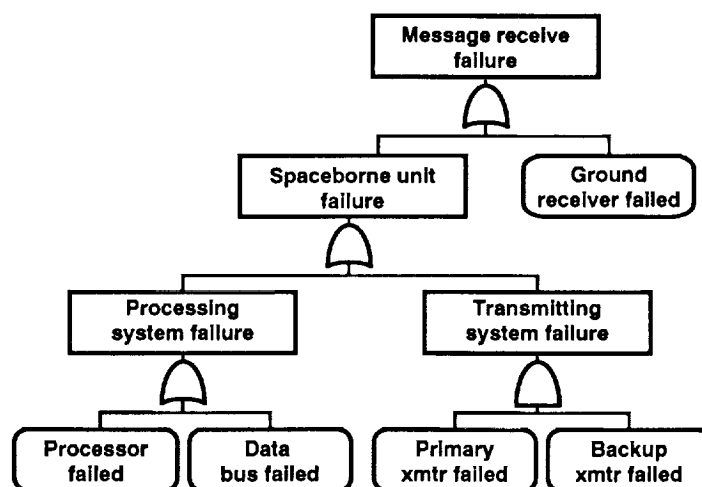 Message receive
failure
Spaceborne unit
failure
Ground
receiver failed
Processing
system failure
Transmitting
system failure
Processor
failed
Data
bus failed
Primary
xmtr failed
Backup
xmtr failed